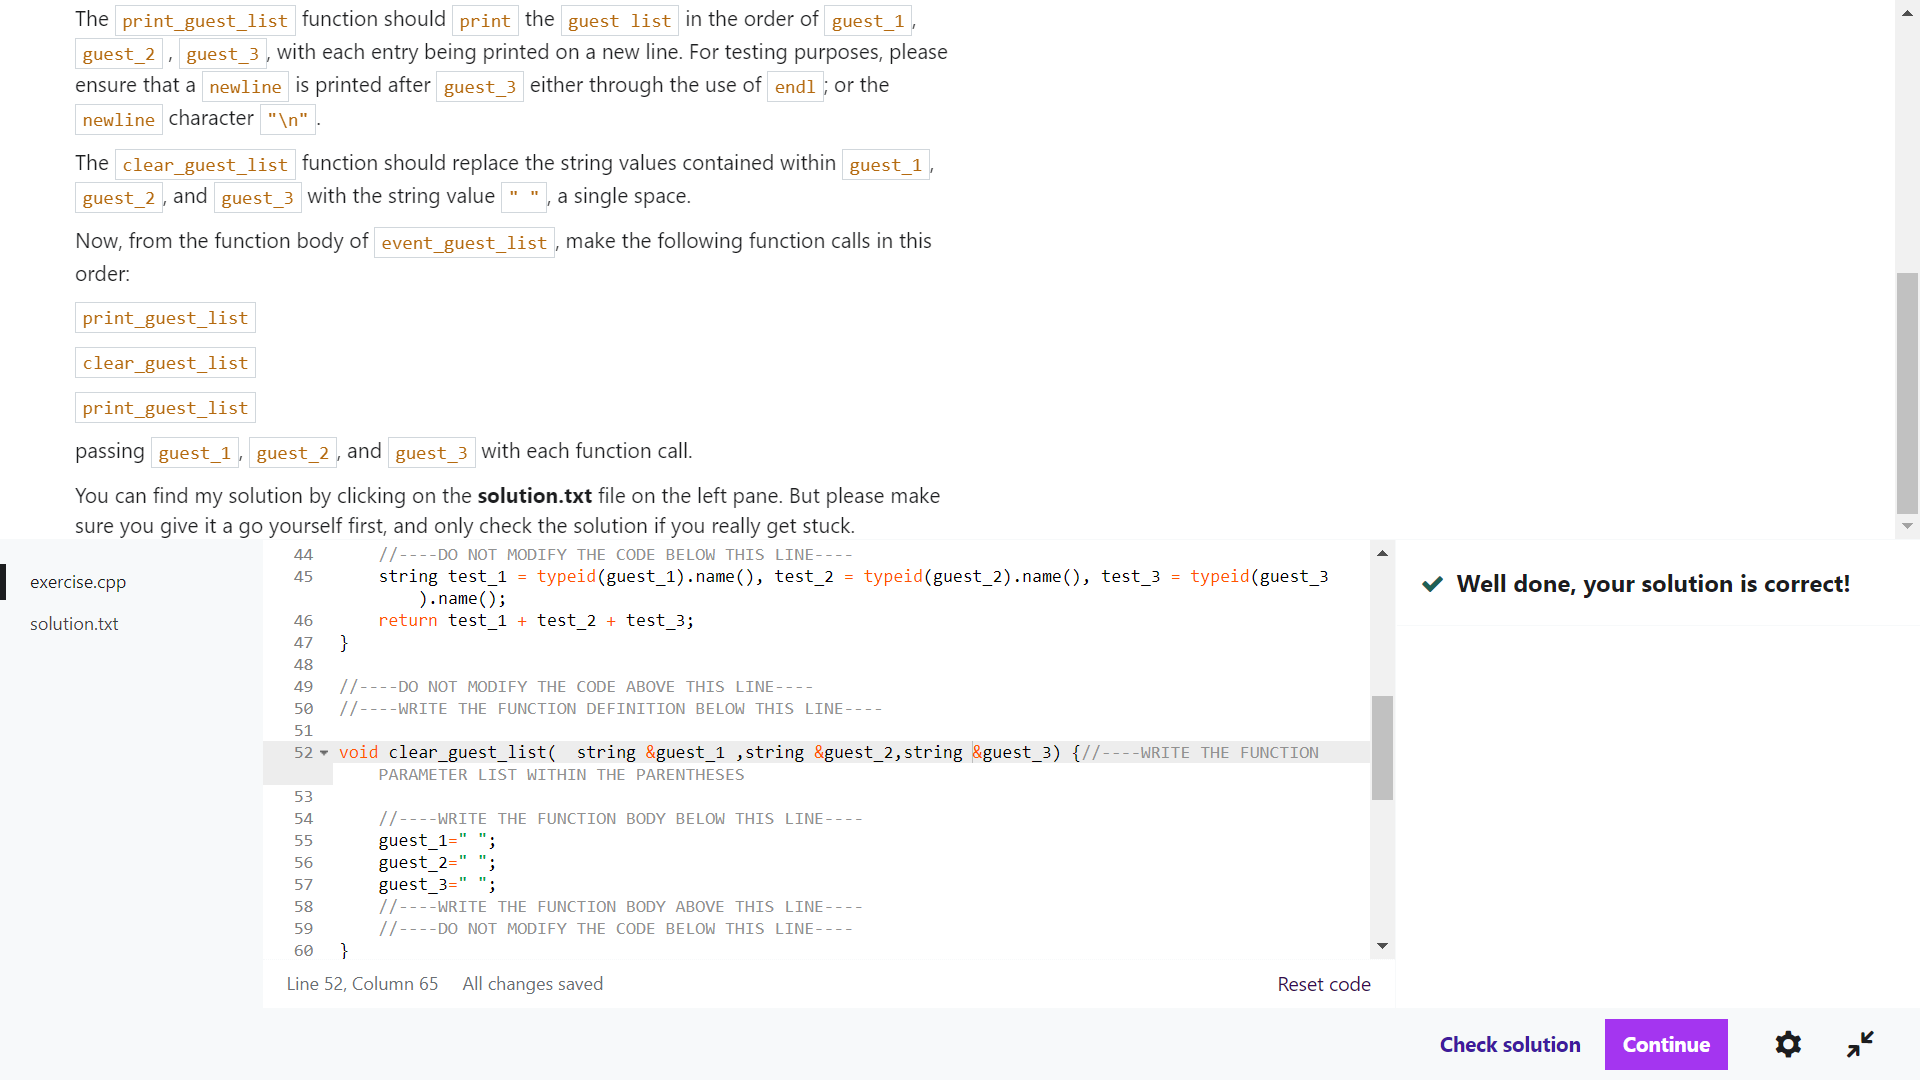 The print_guest_list function should print the guest list in the order of guest_1,
guest_2 , guest_3, with each entry being printed on a new line. For testing purposes, please
ensure that a newline is printed after guest_3 either through the use of endl; or the
newline character "\n".
The clear_guest_list function should replace the string values contained within guest_1,
guest_2, and guest_3 with the string value " ", a single space.
Now, from the function body of event_guest_list, make the following function calls in this
order:
print_guest_list
clear_guest_list
print_guest_list
passing guest_1, guest_2, and guest_3 with each function call.
You can find my solution by clicking on the solution.txt file on the left pane. But please make
sure you give it a go yourself first, and only check the solution if you really get stuck.
exercise.cpp
solution.txt
44 //----DO NOT MODIFY THE CODE BELOW THIS LINE----
45 string test_1 = typeid(guest_1).name(), test_2 = typeid(guest_2).name(), test_3 = typeid(guest_3
).name();
46 return test_1 + test_2 + test_3;
47 }
48
49 //----DO NOT MODIFY THE CODE ABOVE THIS LINE----
50 //----WRITE THE FUNCTION DEFINITION BELOW THIS LINE----
51
52 void clear_guest_list(  string &guest_1 ,string &guest_2,string &guest_3) {//----WRITE THE FUNCTION
PARAMETER LIST WITHIN THE PARENTHESES
53
54 //----WRITE THE FUNCTION BODY BELOW THIS LINE----
55 guest_1=" ";
56 guest_2=" ";
57 guest_3=" ";
58 //----WRITE THE FUNCTION BODY ABOVE THIS LINE----
59 //----DO NOT MODIFY THE CODE BELOW THIS LINE----
60 }
Line 52, Column 65 All changes saved Reset code
Well done, your solution is correct!
Check solution Continue